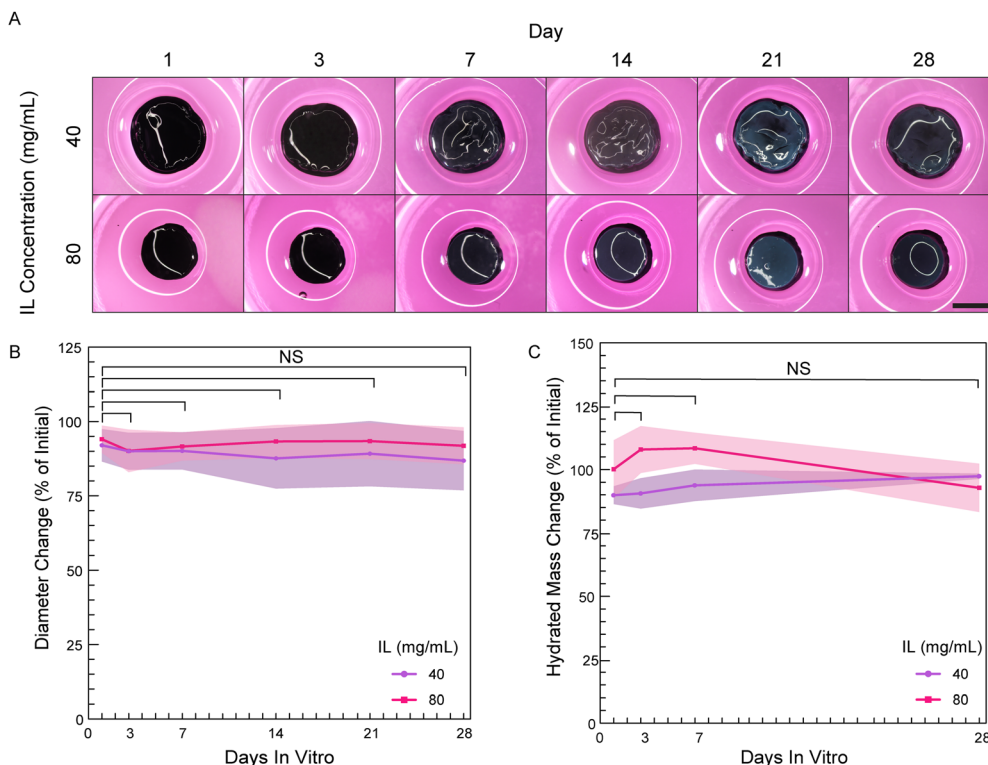 A
Day
1 3 7 14 21 28
IL Concentration (mg/mL)
40
80
B
125
100
75
50
25
0
Diameter Change (% of Initial)
NS
IL (mg/mL)
40
80
0 3 7 14 21 28
Days In Vitro
C
150
125
100
75
50
25
0
Hydrated Mass Change (% of Initial)
NS
IL (mg/mL)
40
80
0 3 7 28
Days In Vitro